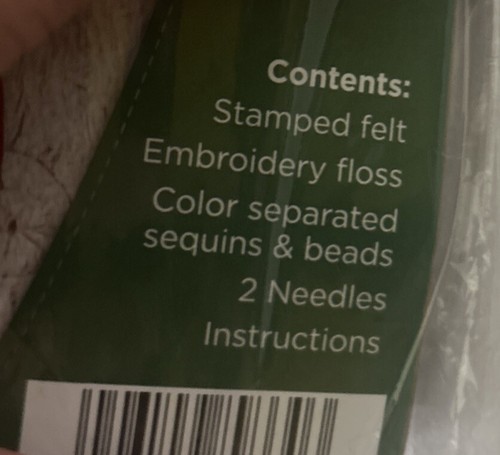 Contents:
Stamped felt
Embroidery floss
Color separated
sequins & beads
2 Needles
Instructions